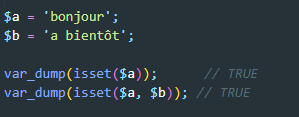 $a = 'bonjour';
$b = 'a bientôt';
var_dump(isset($a));      // TRUE
var_dump(isset($a, $b)); // TRUE